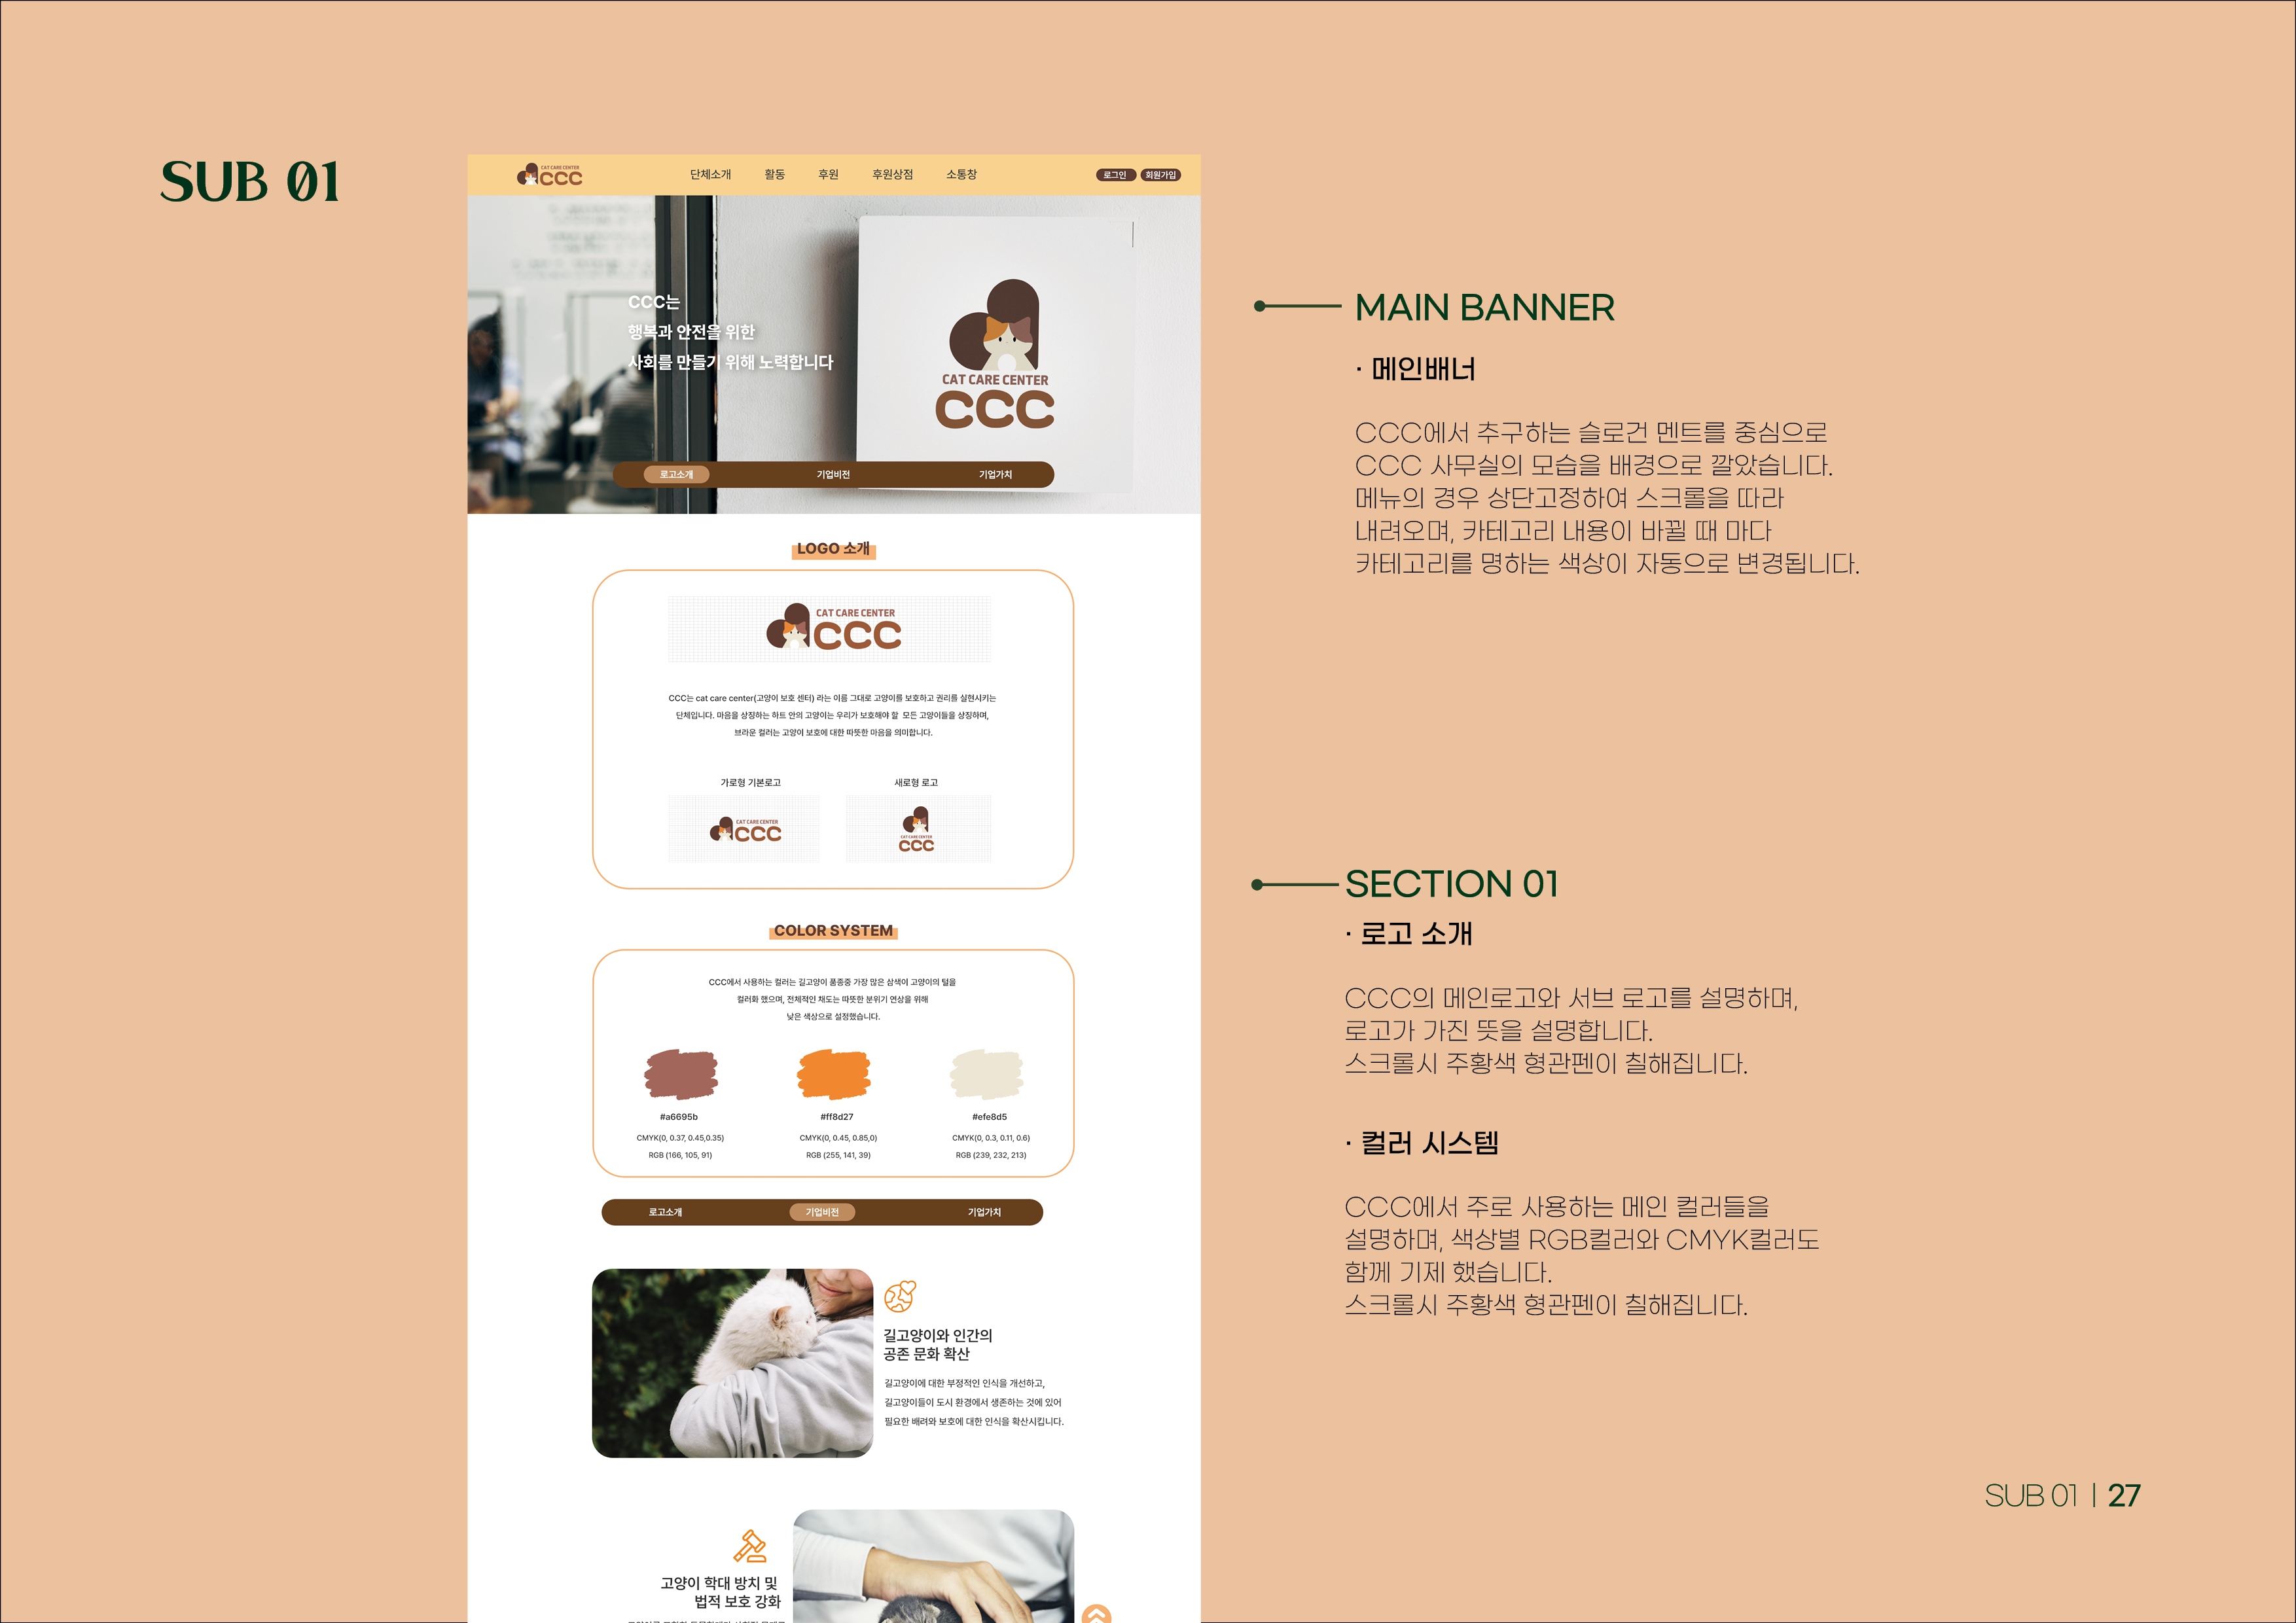 SUB 01
CAT CARE CENTER
CCC
단체소개 활동 후원 후원상점 소통창
로그인 회원가입
CCC는
행복과 안전을 위한
사회를 만들기 위해 노력합니다
CAT CARE CENTER
CCC
로고소개 기업비전 기업가치
LOGO 소개
CAT CARE CENTER
CCC
CCC는 cat care center(고양이 보호 센터) 라는 이름 그대로 고양이를 보호하고 권리를 실현시키는
단체입니다. 마음을 상징하는 하트 안의 고양이는 우리가 보호해야 할 모든 고양이들을 상징하며,
브라운 컬러는 고양이 보호에 대한 따뜻한 마음을 의미합니다.
가로형 기본로고
새로형 로고
CAT CARE CENTER
CCC
CAT CARE CENTER
CCC
COLOR SYSTEM
CCC에서 사용하는 컬러는 길고양이 품종중 가장 많은 삼색이 고양이의 털을
컬러화 했으며, 전체적인 채도는 따뜻한 분위기 연상을 위해
낮은 색상으로 설정했습니다.
#a6695b
CMYK(0, 0.37, 0.45,0.35)
RGB (166, 105, 91)
#ff8d27
CMYK(0, 0.45, 0.85,0)
RGB (255, 141, 39)
#efe8d5
CMYK(0, 0.3, 0.11, 0.6)
RGB (239, 232, 213)
로고소개 기업비전 기업가치
길고양이와 인간의
공존 문화 확산
길고양이에 대한 부정적인 인식을 개선하고,
길고양이들이 도시 환경에서 생존하는 것에 있어
필요한 배려와 보호에 대한 인식을 확산시킵니다.
고양이 학대 방치 및
법적 보호 강화
MAIN BANNER
· 메인배너
CCC에서 추구하는 슬로건 멘트를 중심으로
CCC 사무실의 모습을 배경으로 깔았습니다.
메뉴의 경우 상단고정하여 스크롤을 따라
내려오며, 카테고리 내용이 바뀔 때 마다
카테고리를 명하는 색상이 자동으로 변경됩니다.
SECTION 01
· 로고 소개
CCC의 메인로고와 서브 로고를 설명하며,
로고가 가진 뜻을 설명합니다.
스크롤시 주황색 형관펜이 칠해집니다.
· 컬러 시스템
CCC에서 주로 사용하는 메인 컬러들을
설명하며, 색상별 RGB컬러와 CMYK컬러도
함께 기제 했습니다.
스크롤시 주황색 형관펜이 칠해집니다.
SUB 01 | 27